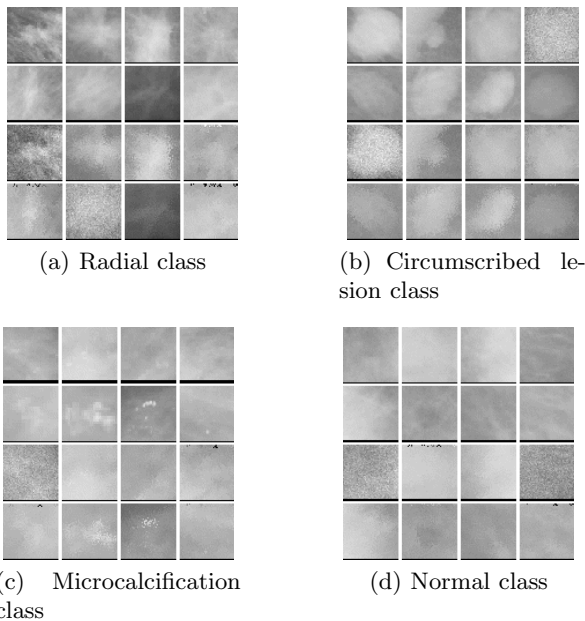 (a) Radial class
(b) Circumscribed le-
sion class
(c) Microcalcification
class
(d) Normal class